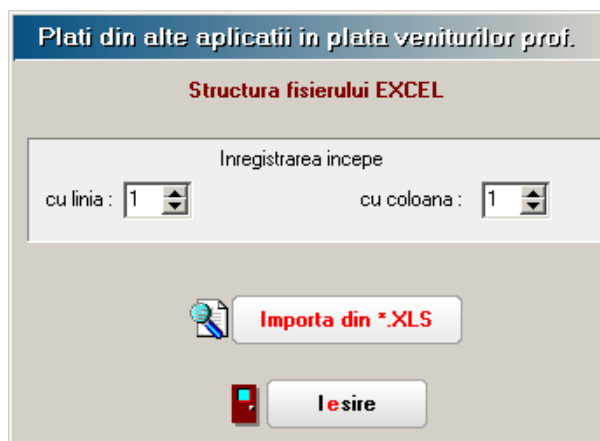 Plati din alte aplicatii in plata veniturilor prof.
Structura fisierului EXCEL
Inregistrarea incepe
cu linia : 1 cu coloana : 1
Importa din *.XLS
Iesire